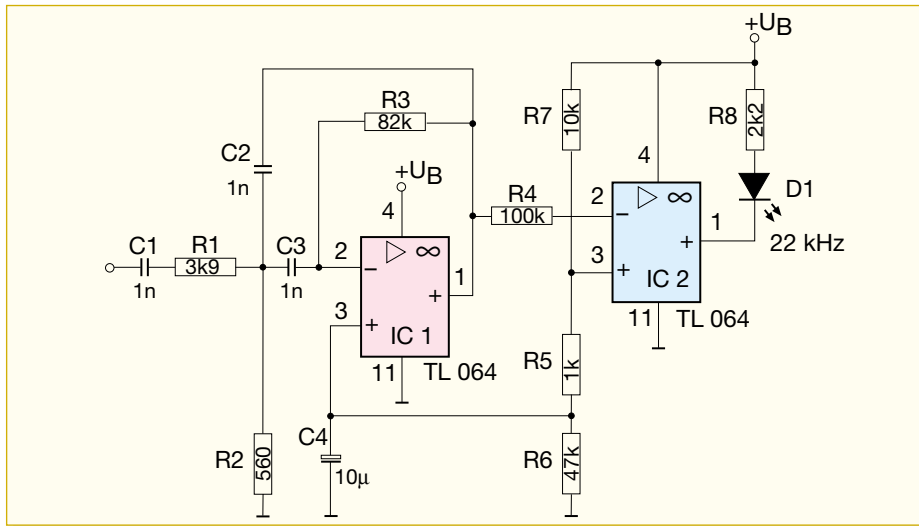 +UB
R3
82k
R7
10k
R8
2k2
C2
1n
+UB
4
R4
100k
4
2
∞
D1
−
1
22 kHz
+
C1
R1
C3
2
4
∞
1n
3k9
1n
−
1
+
3
+
IC 2
3
+
IC 1
11
TL 064
11
TL 064
R5
1k
C4
10µ
R2
560
R6
47k